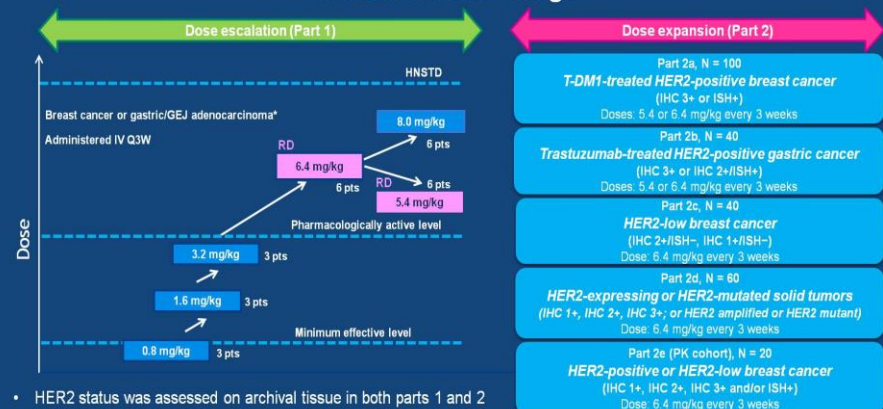 Dose escalation (Part 1)
HNSTD
Breast cancer or gastric/GEJ adenocarcinoma*
Administered IV Q3W
8.0 mg/kg
6 pts
RD
6.4 mg/kg
6 pts
RD
6 pts
5.4 mg/kg
Pharmacologically active level
3.2 mg/kg
3 pts
1.6 mg/kg
3 pts
Minimum effective level
0.8 mg/kg
3 pts
Dose
• HER2 status was assessed on archival tissue in both parts 1 and 2
Dose expansion (Part 2)
Part 2a, N = 100
T-DM1-treated HER2-positive breast cancer
(IHC 3+ or ISH+)
Doses: 5.4 or 6.4 mg/kg every 3 weeks
Part 2b, N = 40
Trastuzumab-treated HER2-positive gastric cancer
(IHC 3+ or IHC 2+/ISH+)
Doses: 5.4 or 6.4 mg/kg every 3 weeks
Part 2c, N = 40
HER2-low breast cancer
(IHC 2+/ISH−, IHC 1+/ISH−)
Dose: 6.4 mg/kg every 3 weeks
Part 2d, N = 60
HER2-expressing or HER2-mutated solid tumors
(IHC 1+, IHC 2+, IHC 3+; or HER2 amplified or HER2 mutant)
Dose: 6.4 mg/kg every 3 weeks
Part 2e (PK cohort), N = 20
HER2-positive or HER2-low breast cancer
(IHC 1+, IHC 2+, IHC 3+ and/or ISH+)
Dose: 6.4 mg/kg every 3 weeks